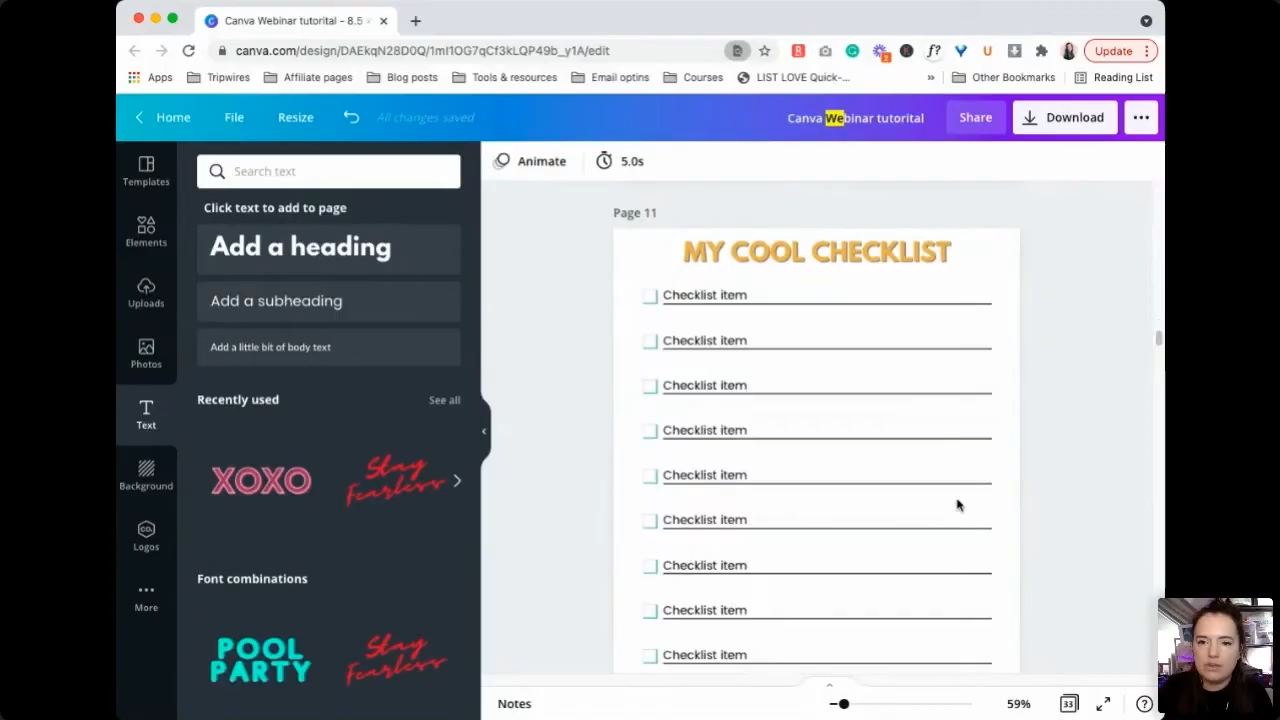 Canva Webinar tutorital - 8.5
canva.com/design/DAEkqN28D0Q/1mI1OG7qCf3kLQP49b_y1A/edit
Update
Apps Tripwires Affiliate pages Blog posts Tools & resources Email optins Courses LIST LOVE Quick-... » Other Bookmarks Reading List
Home File Resize All changes saved Canva Webinar tutorital Share Download
Templates
Elements
Uploads
Photos
Text
Background
CO.
Logos
More
Search text
Click text to add to page
Add a heading
Add a subheading
Add a little bit of body text
Recently used See all
XOXO
Stay
Fearless
Font combinations
POOL
PARTY
Stay
Fearless
Animate 5.0s
Page 11
MY COOL CHECKLIST
Checklist item
Checklist item
Checklist item
Checklist item
Checklist item
Checklist item
Checklist item
Checklist item
Checklist item
Notes 59% 33 ?